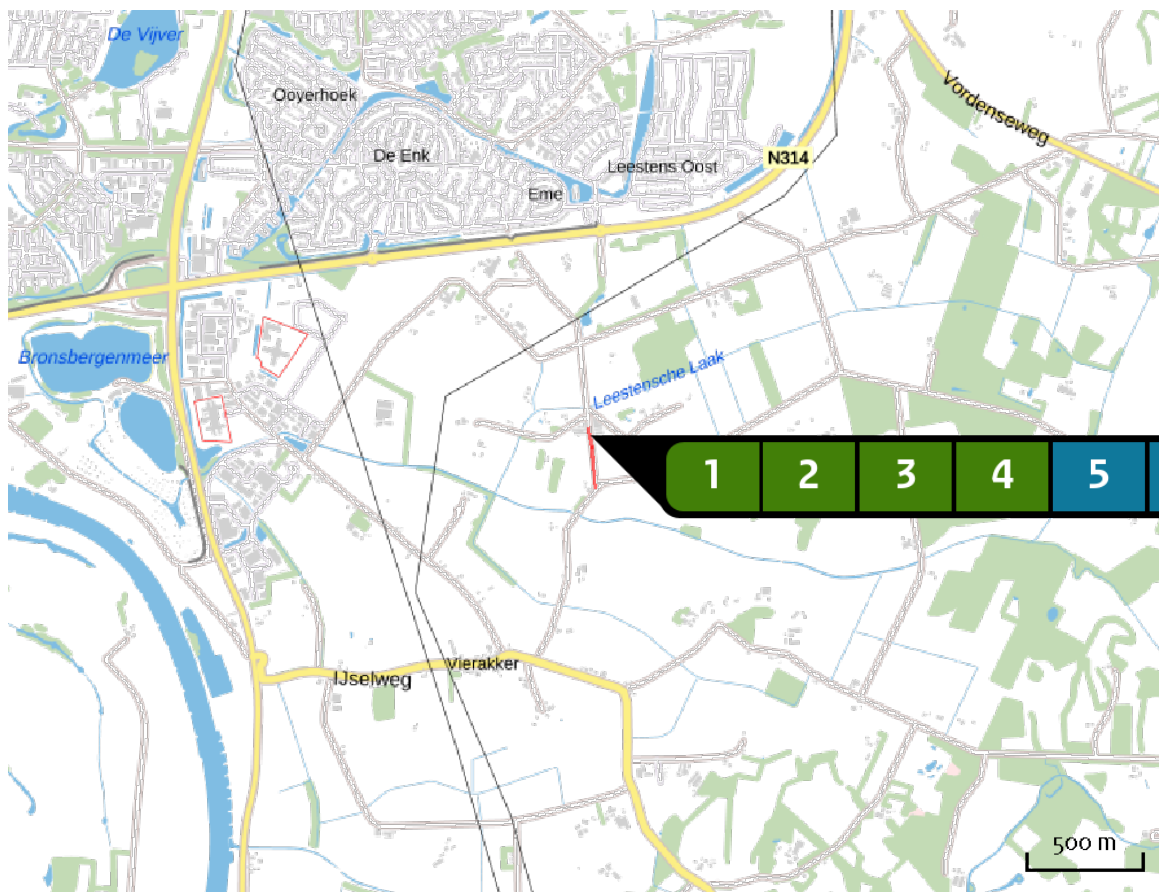 De Vijver
Ooyerhoek
Vordenseweg
De Enk
N314
Leestens Oost
Eme
Bronsbergenmeer
Leestensche Laak
1 2 3 4 5
Vierakker
IJselweg
500 m